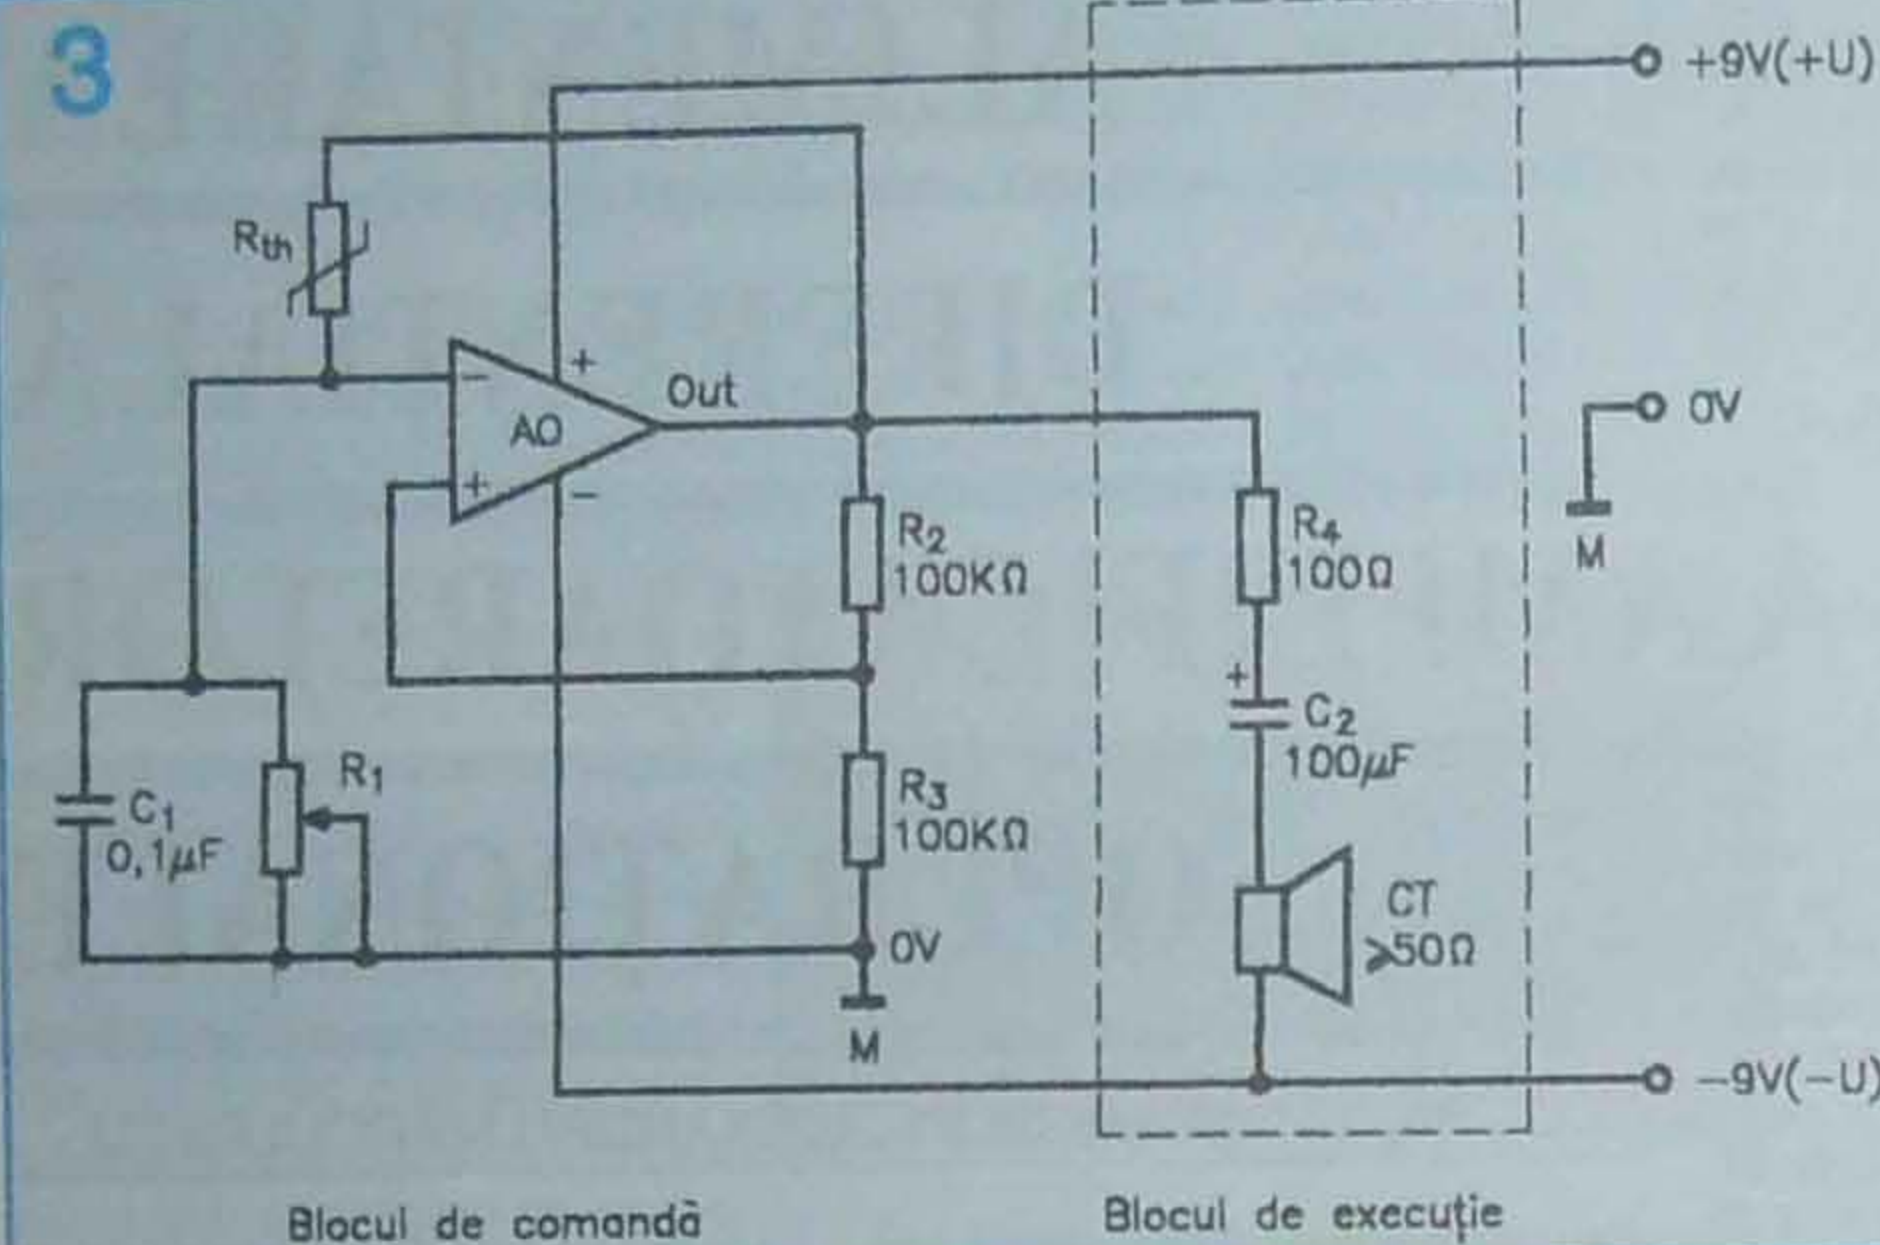 3
+9V(+U)
Rth
+
Out
−
AO
+
−
0V
M
R2
100KΩ
R4
100Ω
+
C2
100μF
R1
C1
0,1μF
R3
100KΩ
CT
⩾50Ω
0V
M
−9V(−U)
Blocul de comandă
Blocul de execuție